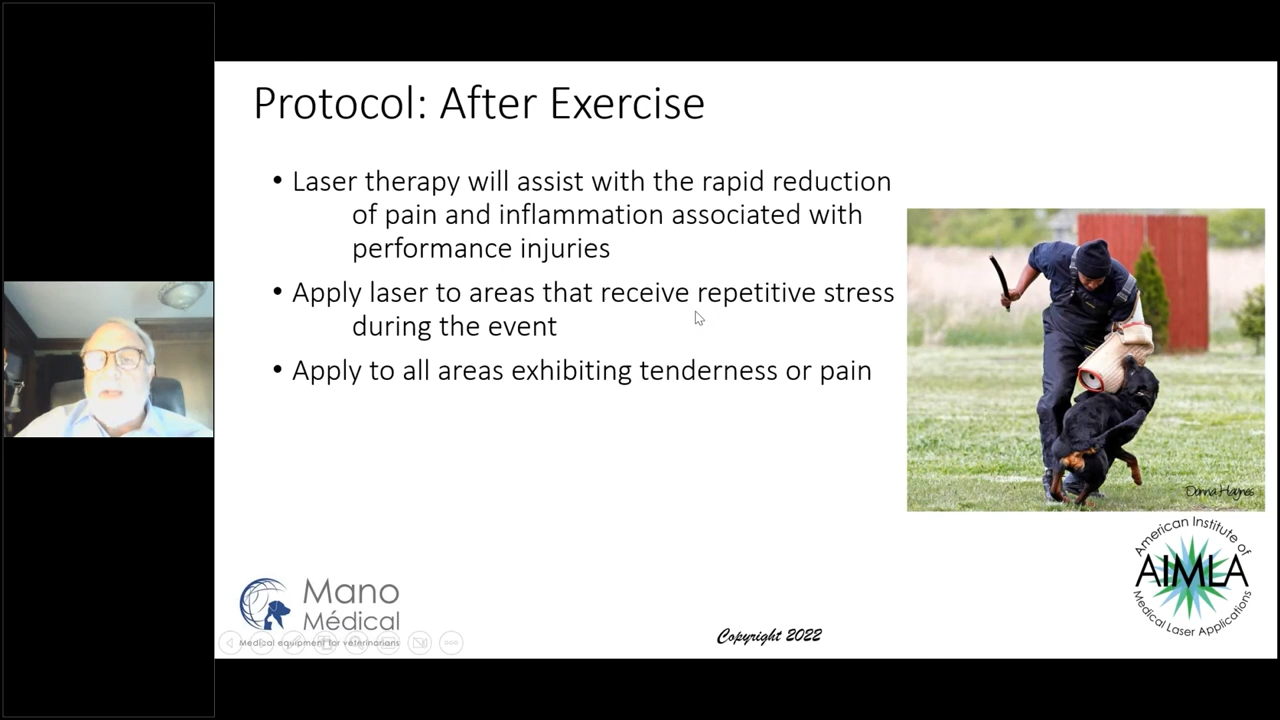 Protocol: After Exercise
• Laser therapy will assist with the rapid reduction
of pain and inflammation associated with
performance injuries
• Apply laser to areas that receive repetitive stress
during the event
• Apply to all areas exhibiting tenderness or pain
Donna Haynes
American Institute of
AIMLA
Medical Laser Applications
Mano
Médical
Medical equipment for veterinarians
Copyright 2022